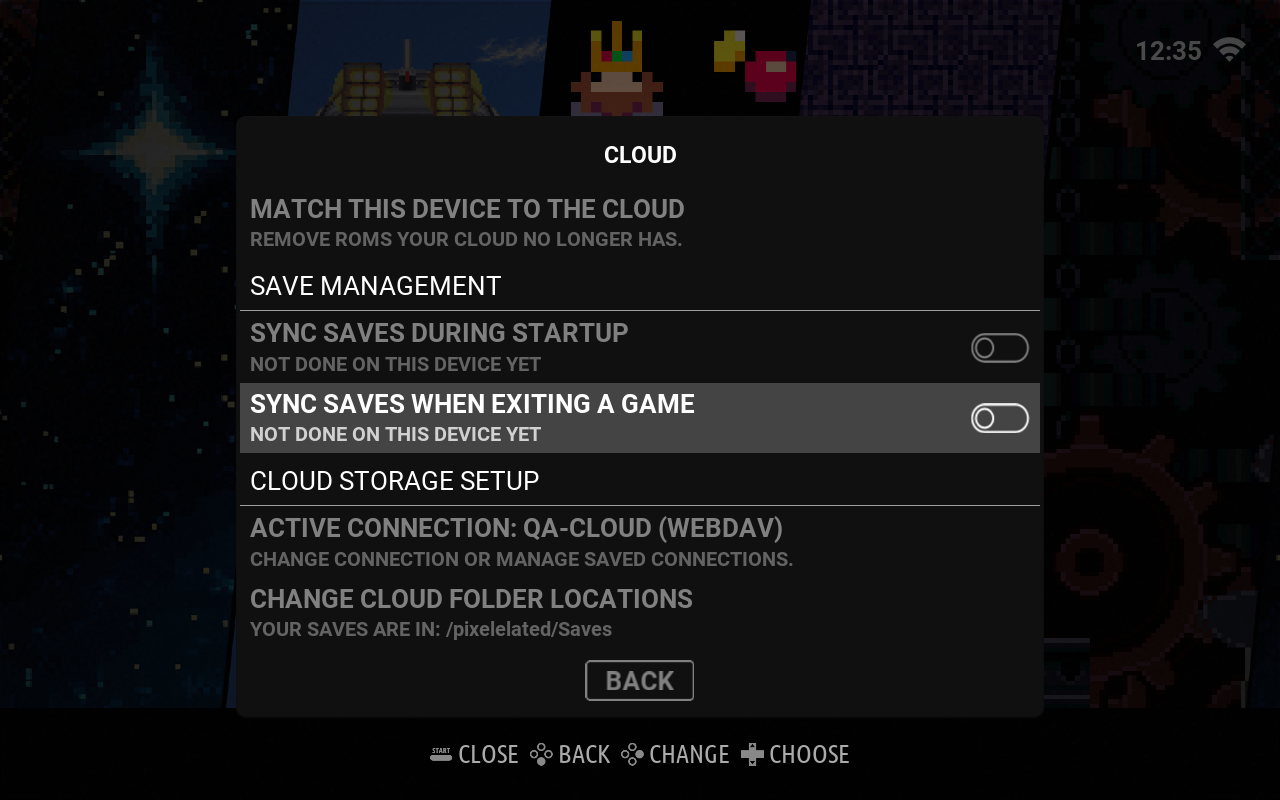 12:35
CLOUD
MATCH THIS DEVICE TO THE CLOUD
REMOVE ROMS YOUR CLOUD NO LONGER HAS.
SAVE MANAGEMENT
SYNC SAVES DURING STARTUP
NOT DONE ON THIS DEVICE YET
SYNC SAVES WHEN EXITING A GAME
NOT DONE ON THIS DEVICE YET
CLOUD STORAGE SETUP
ACTIVE CONNECTION: QA-CLOUD (WEBDAV)
CHANGE CONNECTION OR MANAGE SAVED CONNECTIONS.
CHANGE CLOUD FOLDER LOCATIONS
YOUR SAVES ARE IN: /pixelelated/Saves
BACK
START CLOSE BACK CHANGE CHOOSE